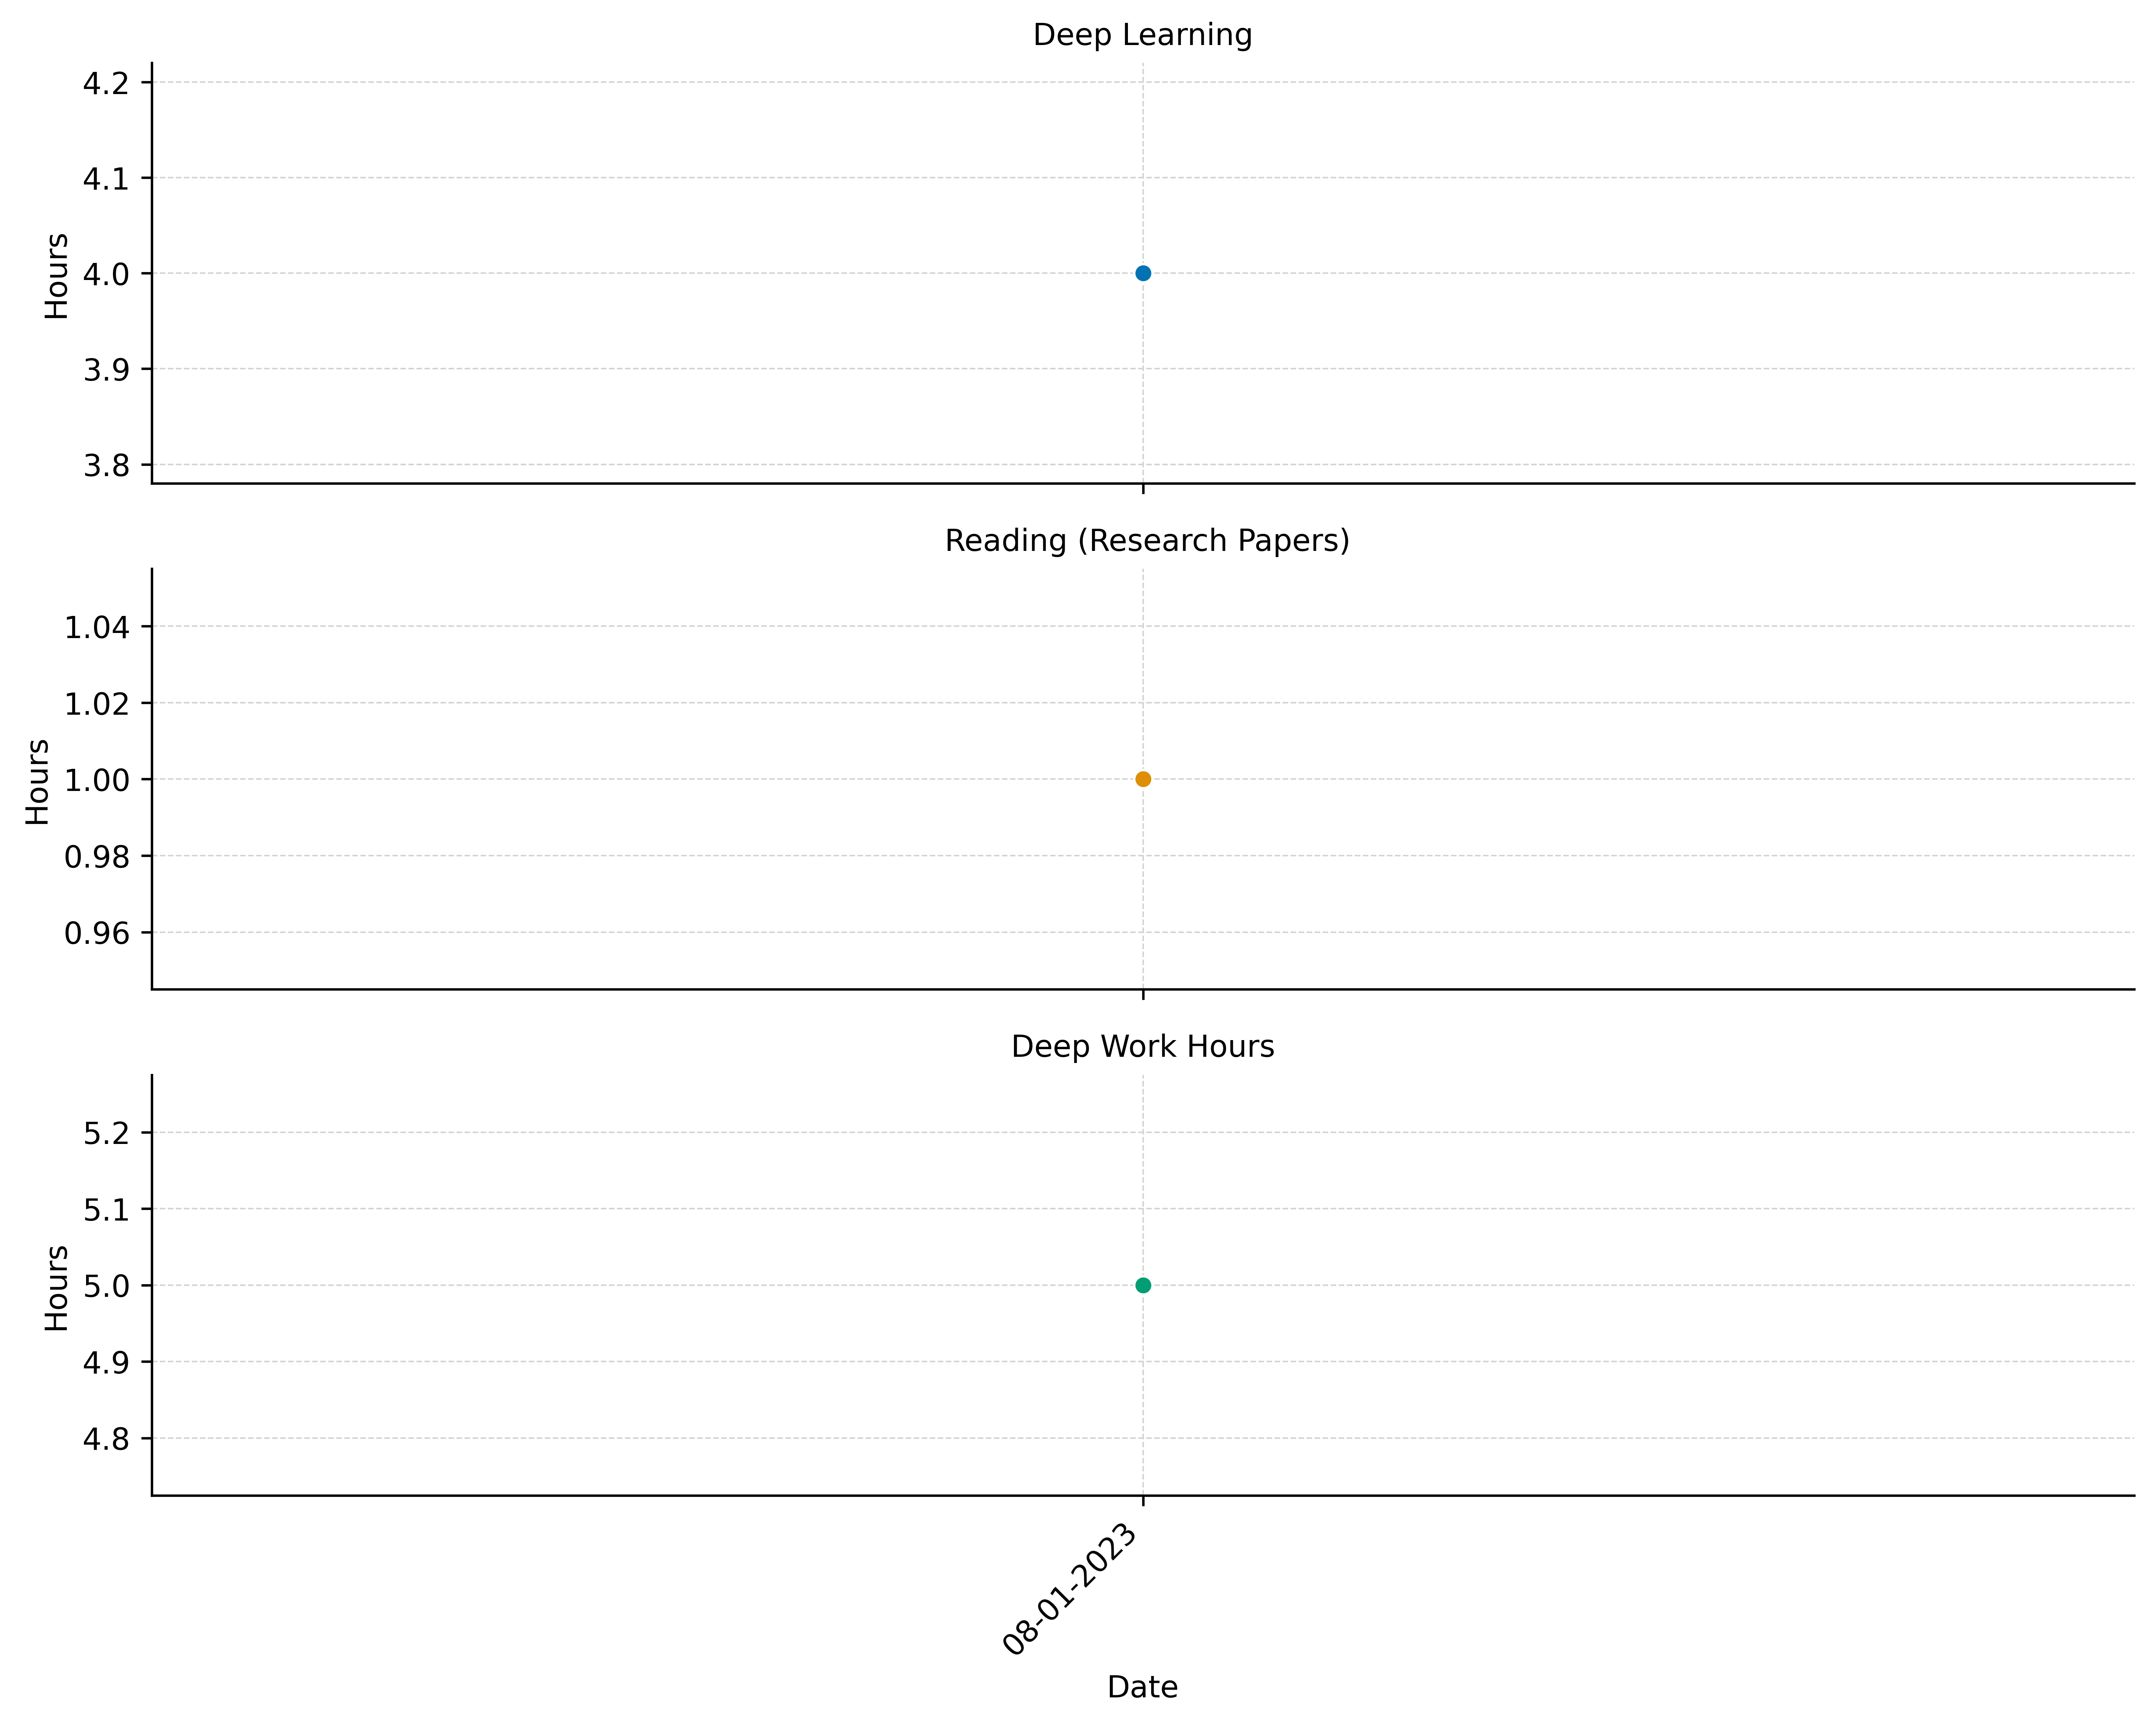 Deep Learning
4.2
4.1
4.0
3.9
3.8
Hours
Reading (Research Papers)
1.04
1.02
1.00
0.98
0.96
Hours
Deep Work Hours
5.2
5.1
5.0
4.9
4.8
Hours
08-01-2023
Date